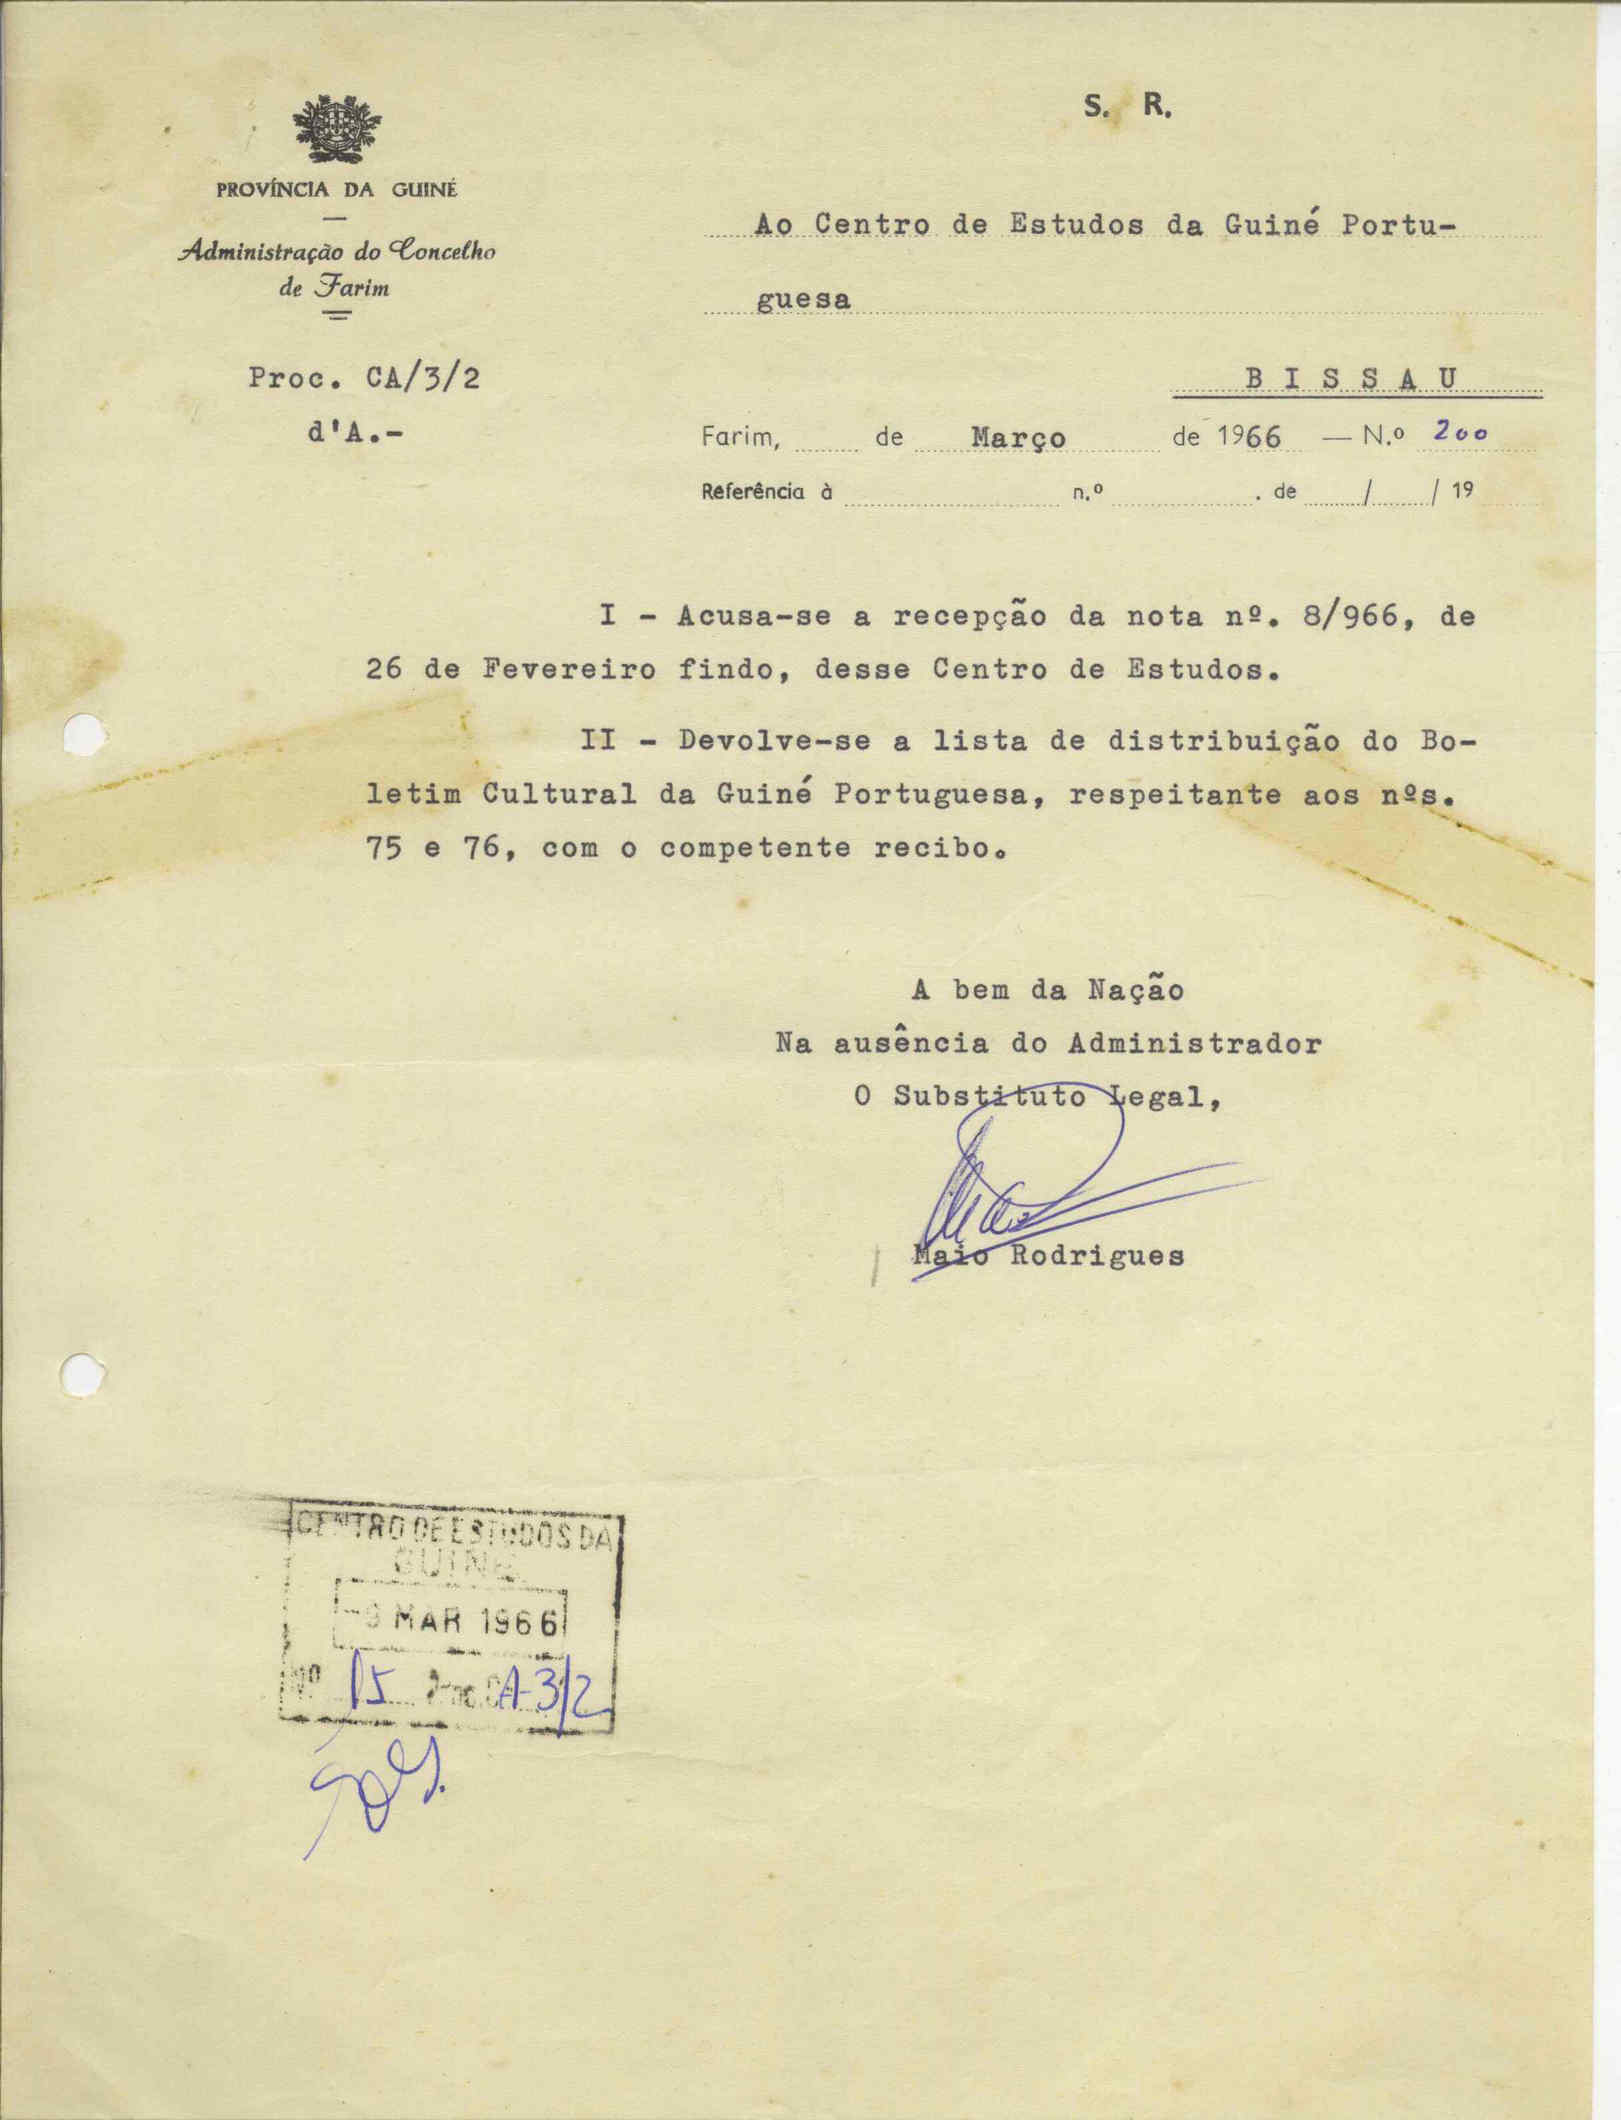 S. R.
PROVÍNCIA DA GUINÉ
Administração do Concelho
de Farim
Proc. CA/3/2
d'A.-
Ao Centro de Estudos da Guiné Portu-
guesa
B I S S A U
Farim, de Março de 1966 — N.º 200
Referência à n.º . de / / 19
I - Acusa-se a recepção da nota nº. 8/966, de
26 de Fevereiro findo, desse Centro de Estudos.
II - Devolve-se a lista de distribuição do Bo-
letim Cultural da Guiné Portuguesa, respeitante aos nºs.
75 e 76, com o competente recibo.
A bem da Nação
Na ausência do Administrador
O Substituto Legal,
Maio Rodrigues
CENTRO DE ESTUDOS DA
GUINÉ
-9 MAR 1966
Nº 15 Proc. CA-3/2